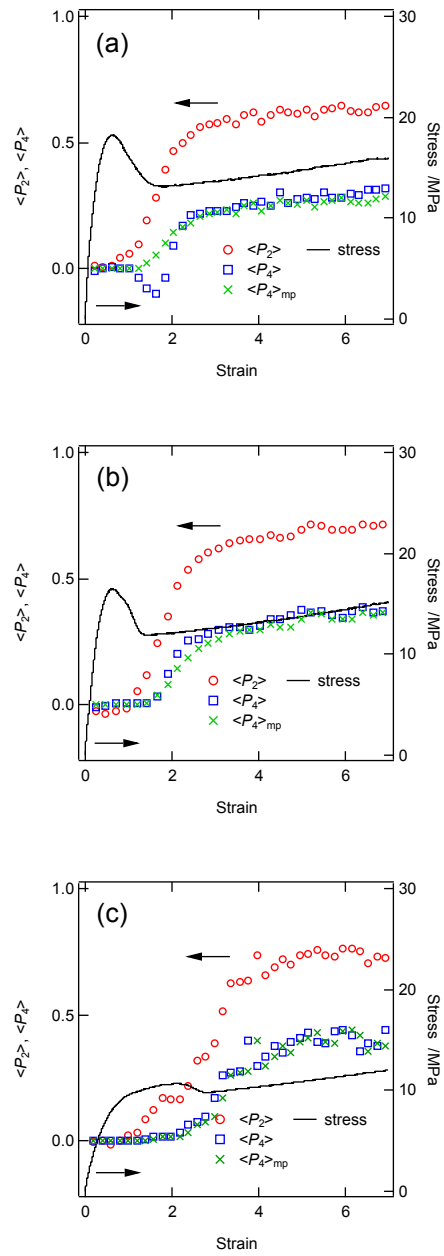 (a)
1.0
0.5
0.0
<P2>, <P4>
30
20
10
0
Stress /MPa
<P2>
stress
<P4>
<P4>mp
0
2
4
6
Strain
(b)
1.0
0.5
0.0
<P2>, <P4>
30
20
10
0
Stress /MPa
<P2>
stress
<P4>
<P4>mp
0
2
4
6
Strain
(c)
1.0
0.5
0.0
<P2>, <P4>
30
20
10
0
Stress /MPa
<P2>
stress
<P4>
<P4>mp
0
2
4
6
Strain